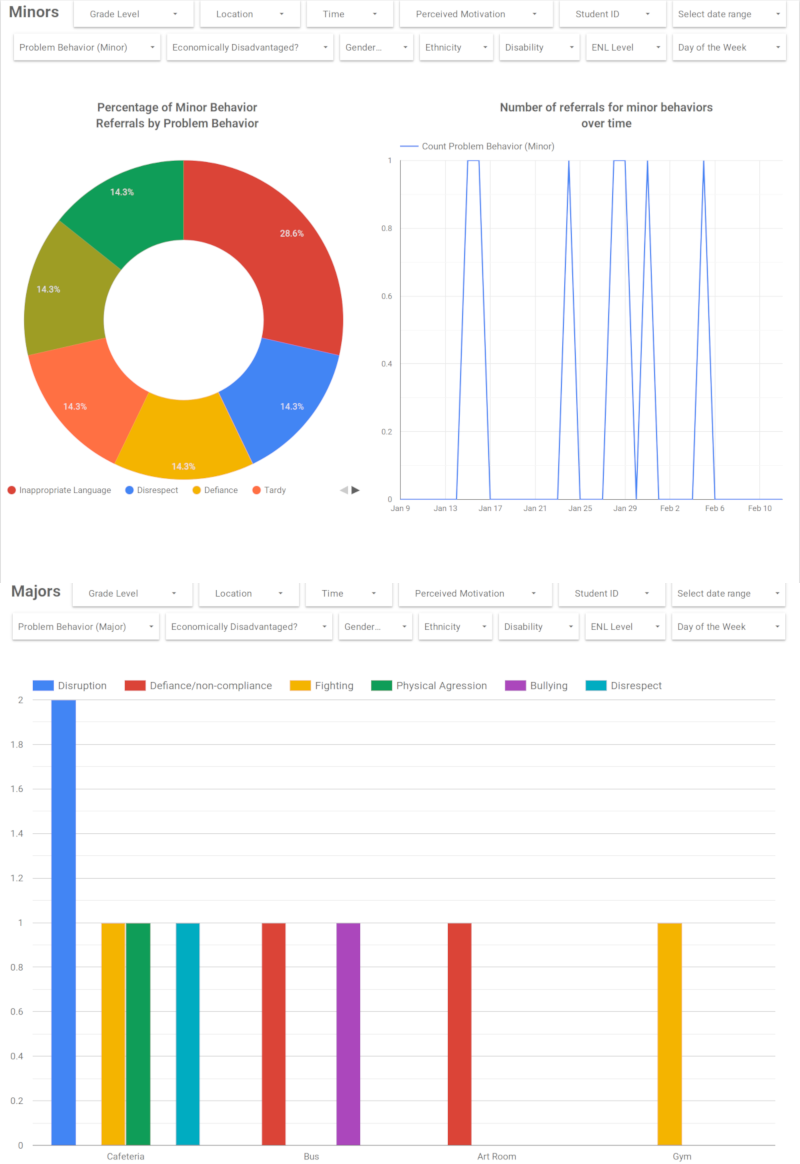 Minors
Grade Level
Location
Time
Perceived Motivation
Student ID
Select date range
Problem Behavior (Minor)
Economically Disadvantaged?
Gender...
Ethnicity
Disability
ENL Level
Day of the Week
Percentage of Minor Behavior
Referrals by Problem Behavior
14.3%
28.6%
14.3%
14.3%
14.3%
14.3%
Inappropriate Language
Disrespect
Defiance
Tardy
Number of referrals for minor behaviors
over time
Count Problem Behavior (Minor)
1
0.8
0.6
0.4
0.2
0
Jan 9
Jan 13
Jan 17
Jan 21
Jan 25
Jan 29
Feb 2
Feb 6
Feb 10
Majors
Grade Level
Location
Time
Perceived Motivation
Student ID
Select date range
Problem Behavior (Major)
Economically Disadvantaged?
Gender...
Ethnicity
Disability
ENL Level
Day of the Week
Disruption
Defiance/non-compliance
Fighting
Physical Agression
Bullying
Disrespect
2
1.8
1.6
1.4
1.2
1
0.8
0.6
0.4
0.2
0
Cafeteria
Bus
Art Room
Gym